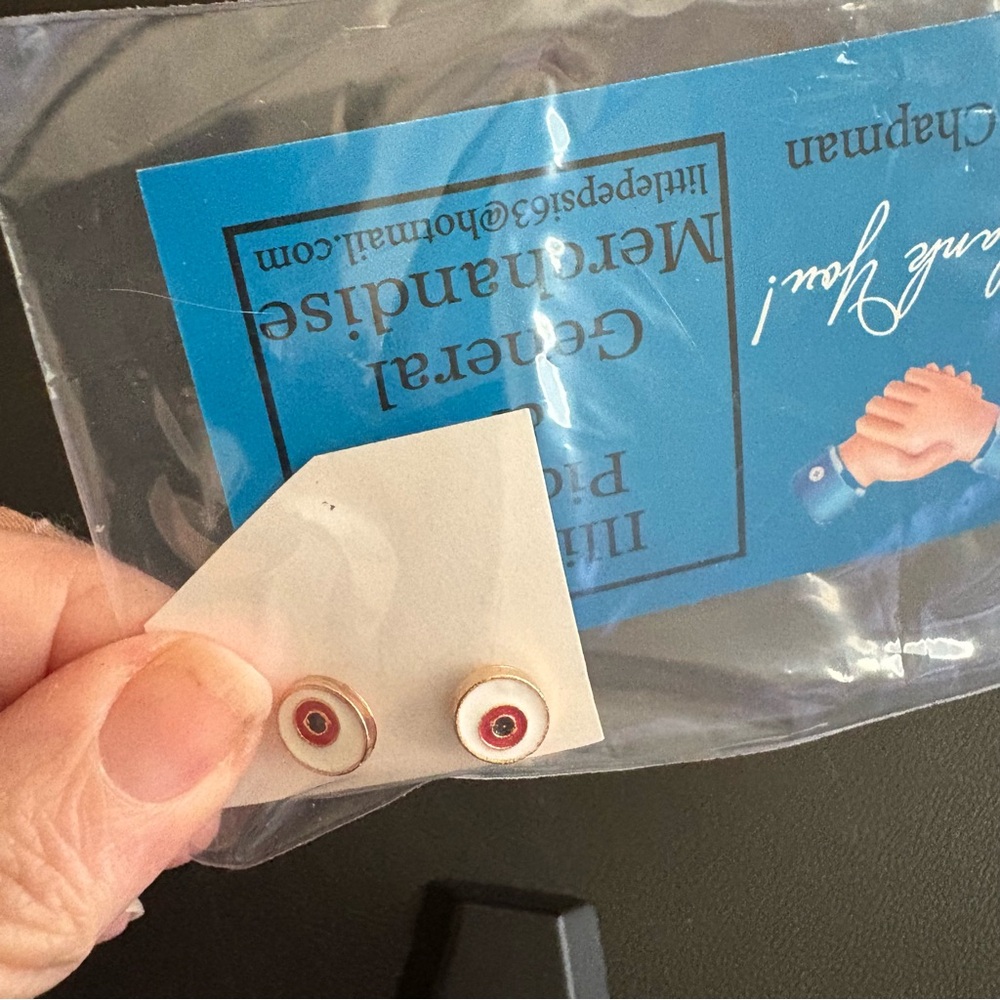 General
Merchandise
littlepepsi63@hotmail.com
You!
Chapman